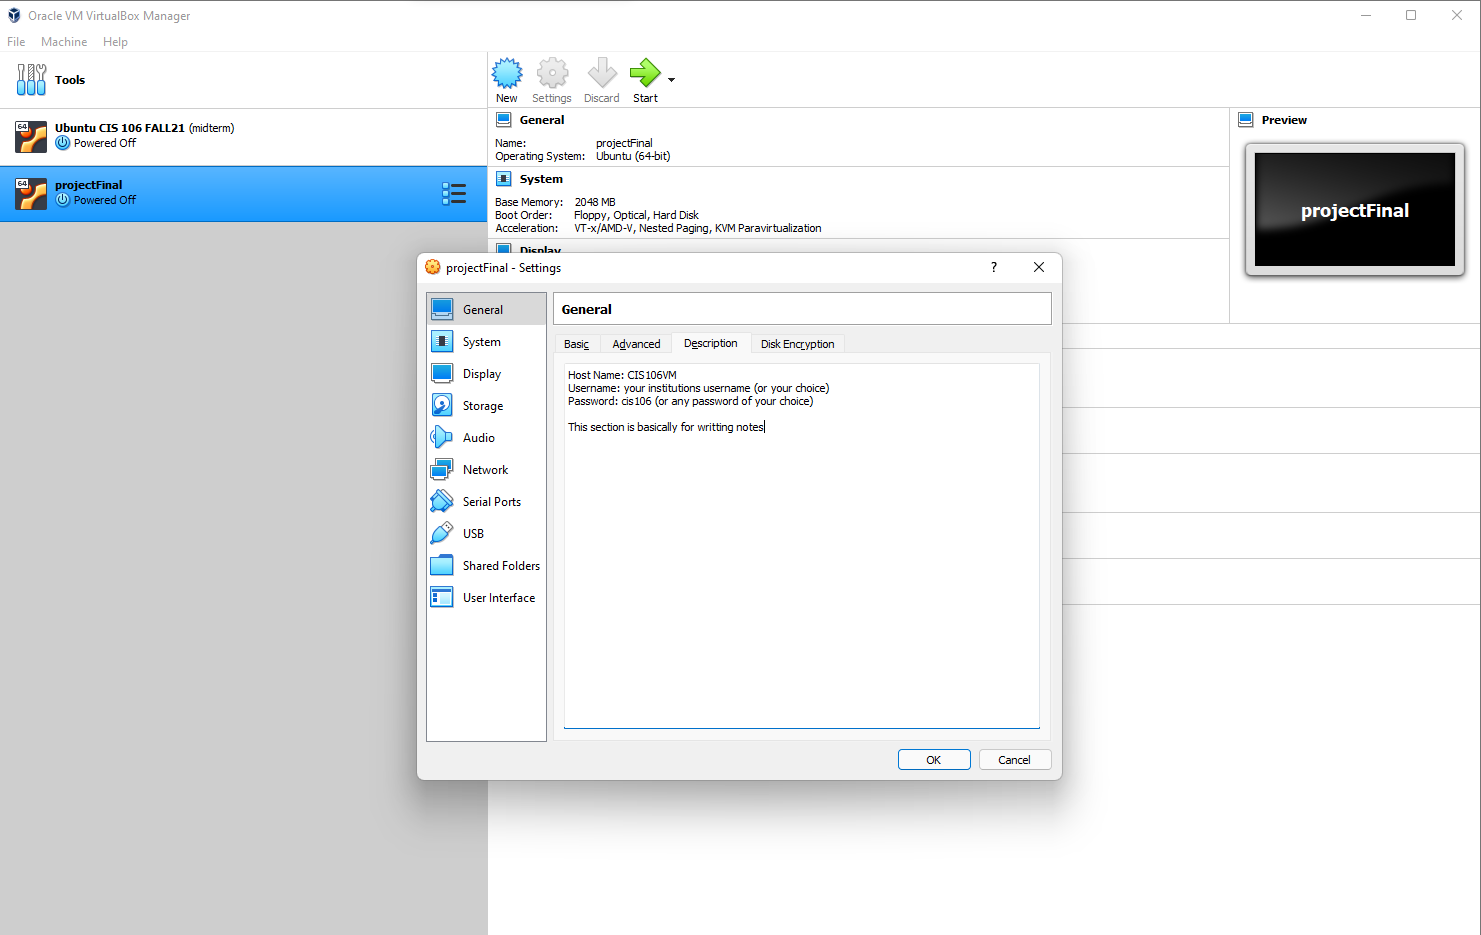 Oracle VM VirtualBox Manager
File Machine Help
Tools
New Settings Discard Start
64 Ubuntu CIS 106 FALL21 (midterm)
Powered Off
64 projectFinal
Powered Off
General
Name: projectFinal
Operating System: Ubuntu (64-bit)
System
Base Memory: 2048 MB
Boot Order: Floppy, Optical, Hard Disk
Acceleration: VT-x/AMD-V, Nested Paging, KVM Paravirtualization
Display
Preview
projectFinal
projectFinal - Settings ?
General
System
Display
Storage
Audio
Network
Serial Ports
USB
Shared Folders
User Interface
General
Basic Advanced Description Disk Encryption
Host Name: CIS106VM
Username: your institutions username (or your choice)
Password: cis106 (or any password of your choice)
This section is basically for writting notes
OK Cancel